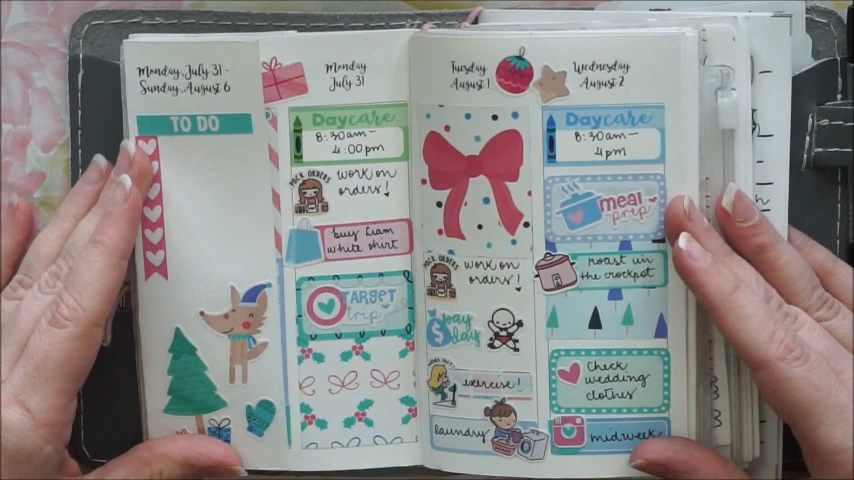 Monday, July 31 -
Sunday, August 6
TO DO
Monday
July 31
Daycare
8:30am-
4:00pm
PACK ORDERS
work on
orders!
buy Liam
white shirt
TARGET
trip
Tuesday
August 1
PACK ORDERS
work on
orders!
pay
day
WORK OUT
exercise!
laundry
Wednesday
August 2
Daycare
8:30am-
4pm
meal
prep
roast in
the crockpot
Check
wedding
clothes
midweek